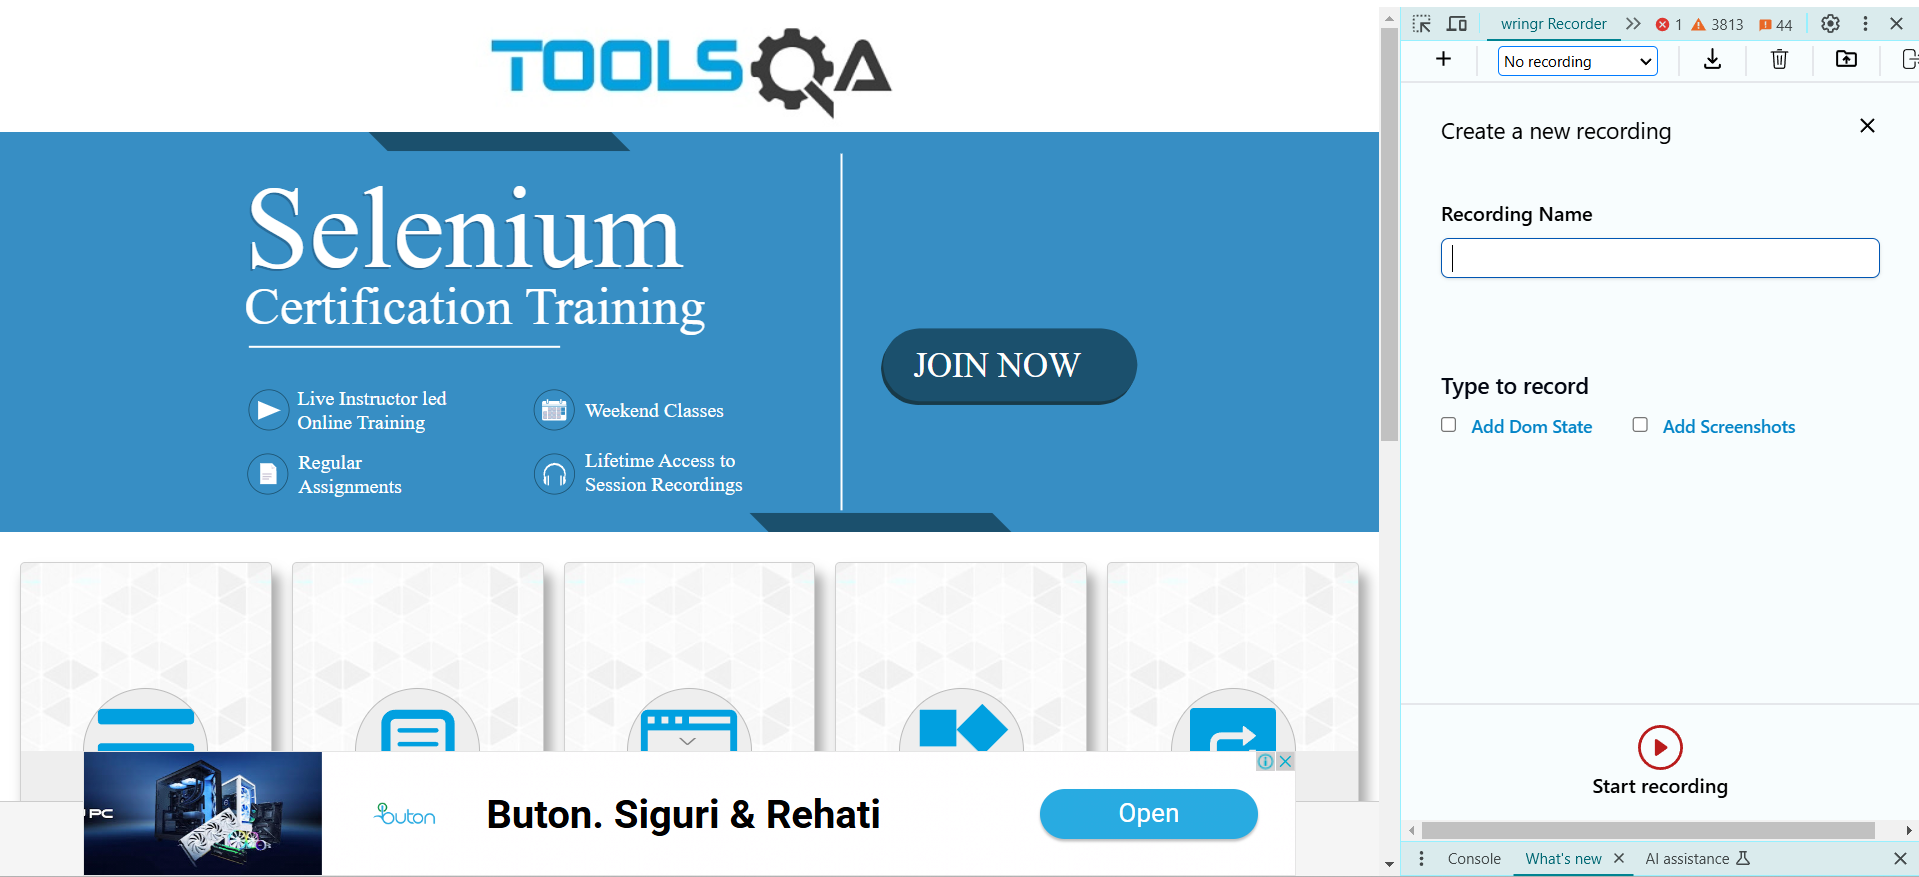 TOOLSQA
Selenium
Certification Training
Live Instructor led
Online Training
Weekend Classes
Regular
Assignments
Lifetime Access to
Session Recordings
JOIN NOW
PC
buton
Buton. Siguri & Rehati
Open
wringr Recorder
1
3813
44
No recording
Create a new recording
Recording Name
Type to record
Add Dom State
Add Screenshots
Start recording
Console
What's new
AI assistance